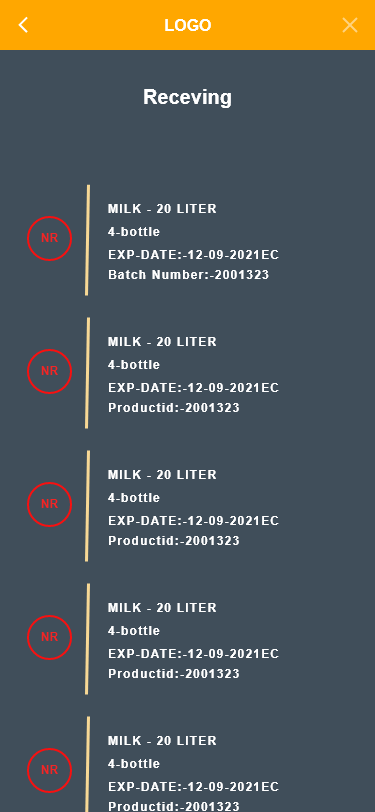 LOGO
Receving
MILK - 20 LITER
4-bottle
NR
EXP-DATE:-12-09-2021EC
Batch Number:-2001323
MILK - 20 LITER
4-bottle
NR
EXP-DATE:-12-09-2021EC
Productid:-2001323
MILK - 20 LITER
4-bottle
NR
EXP-DATE:-12-09-2021EC
Productid:-2001323
MILK - 20 LITER
4-bottle
NR
EXP-DATE:-12-09-2021EC
Productid:-2001323
MILK - 20 LITER
4-bottle
NR
EXP-DATE:-12-09-2021EC
Productid:-2001323